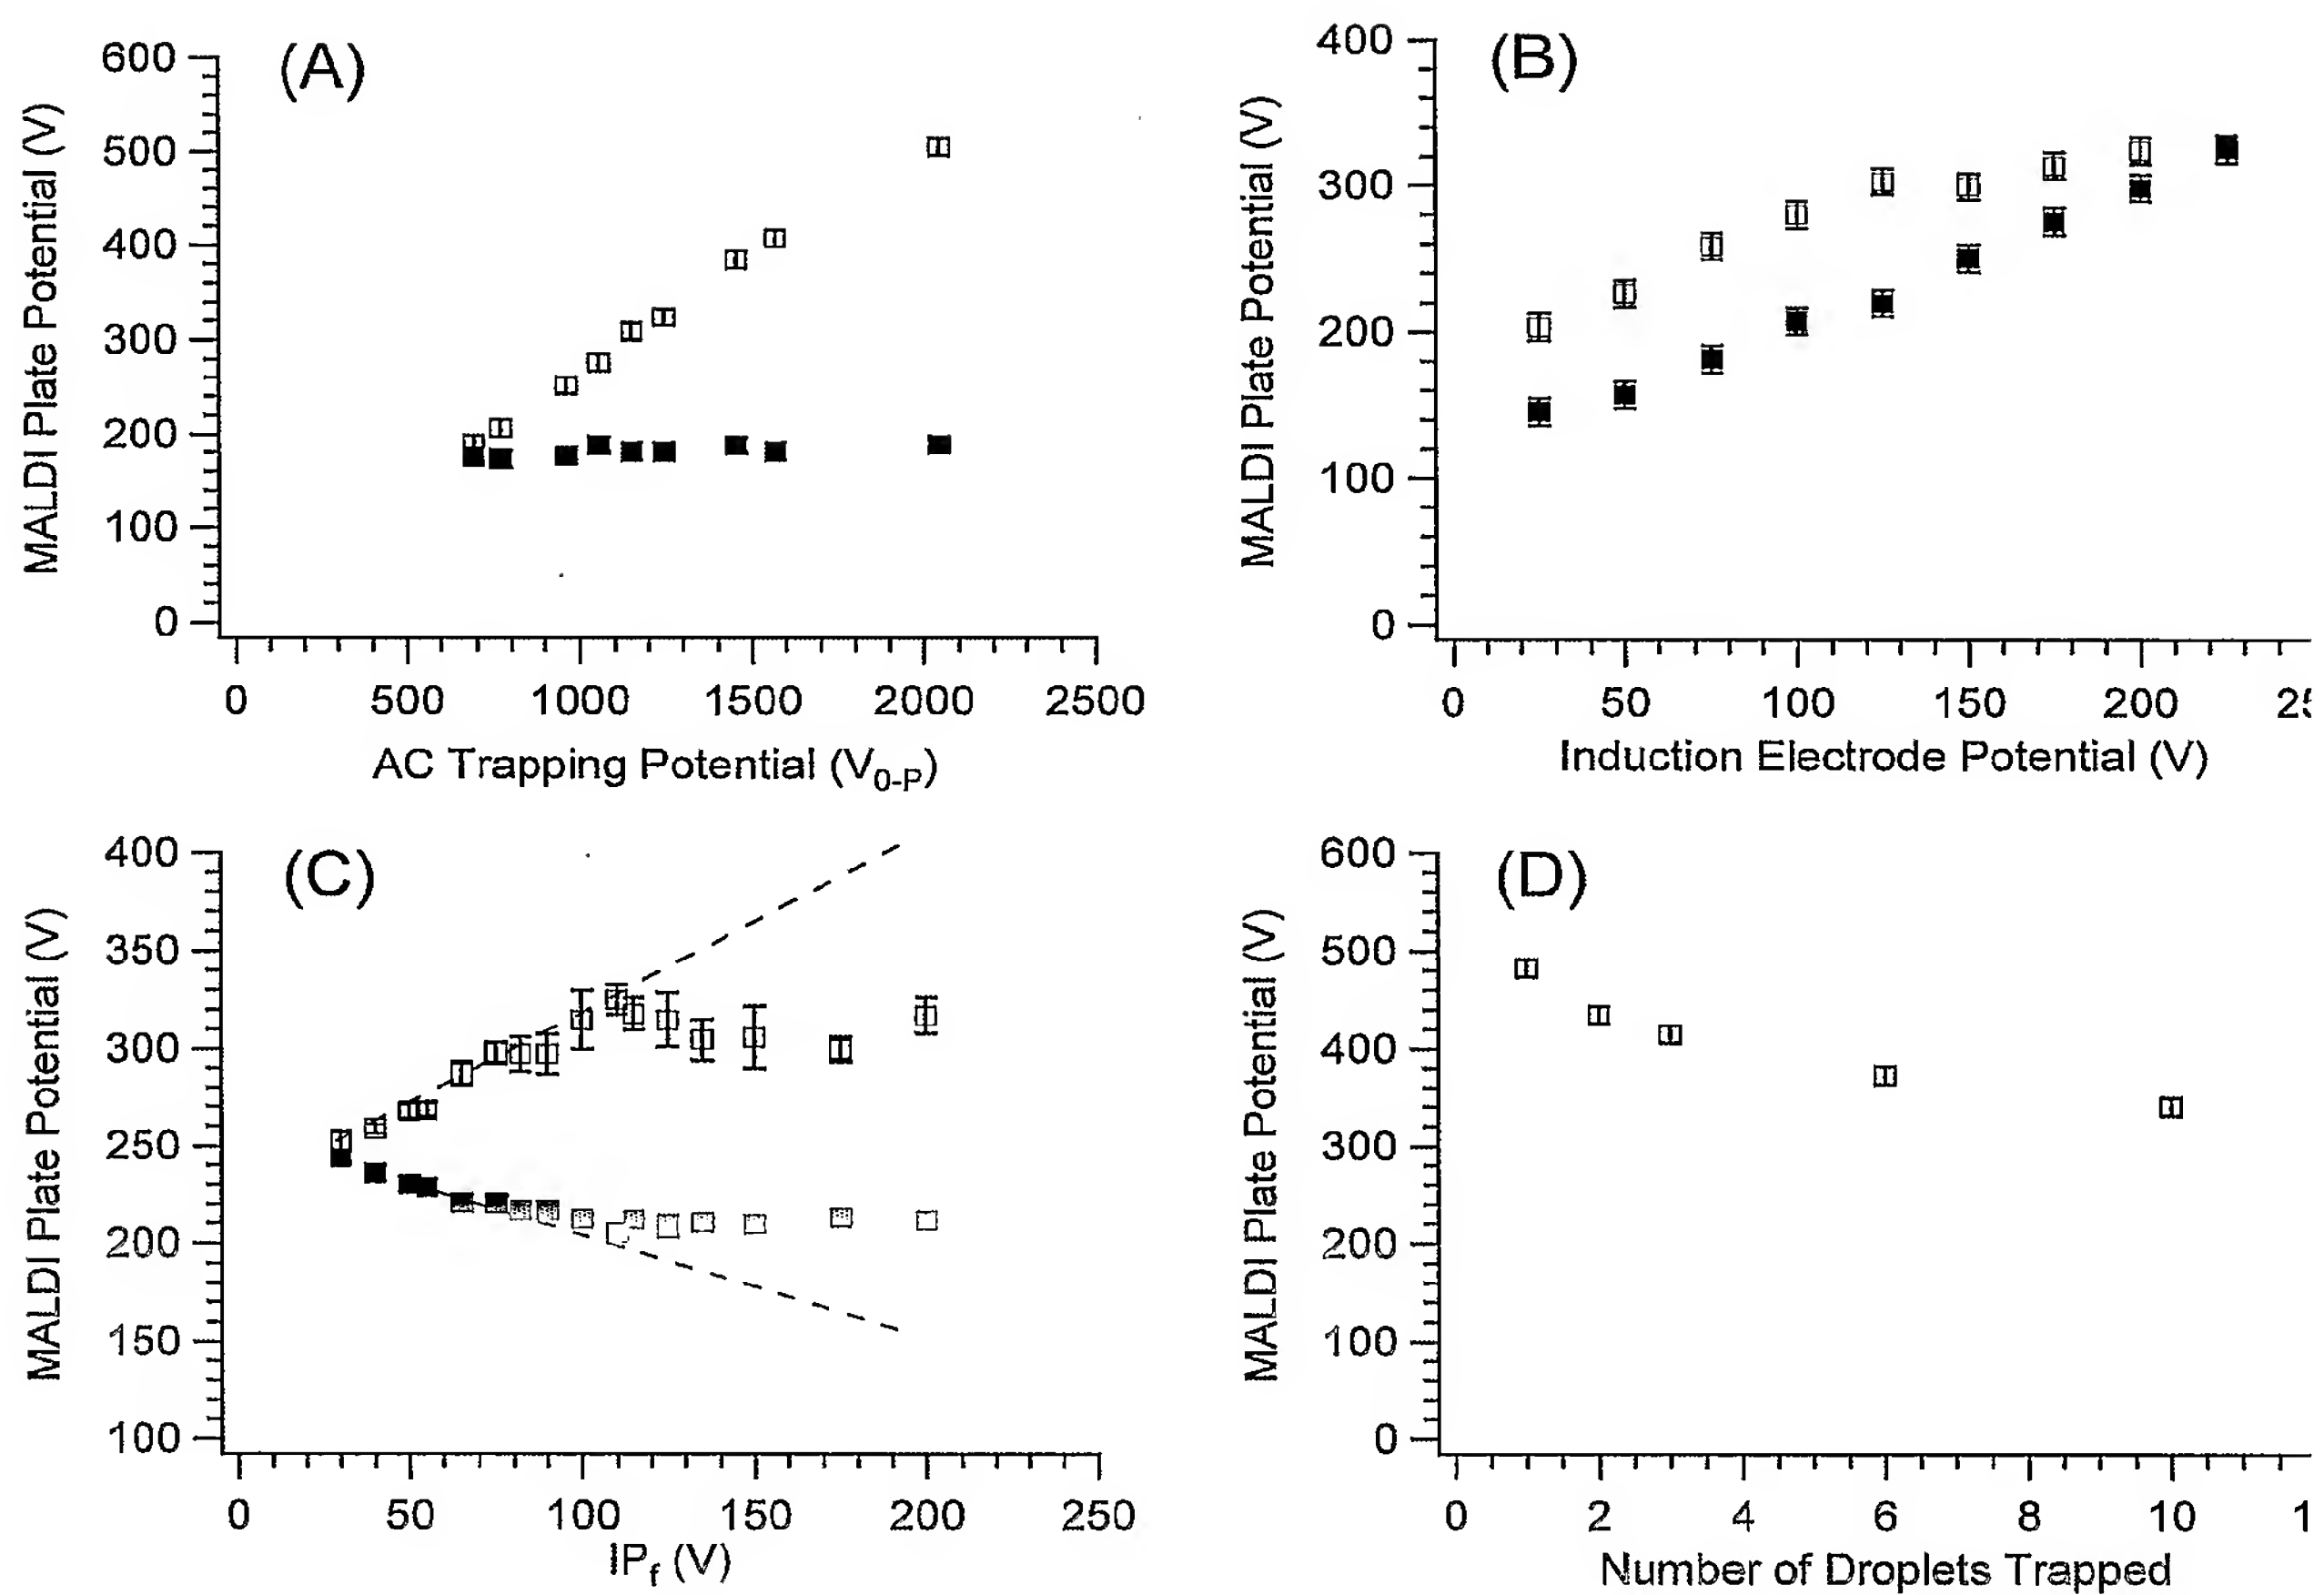 (A)
600
500
400
300
200
100
0
MALDI Plate Potential (V)
0 500 1000 1500 2000 2500
AC Trapping Potential (V0-P)
(B)
400
300
200
100
0
MALDI Plate Potential (V)
0 50 100 150 200
Induction Electrode Potential (V)
(C)
400
350
300
250
200
150
100
MALDI Plate Potential (V)
0 50 100 150 200 250
IPf (V)
(D)
600
500
400
300
200
100
0
MALDI Plate Potential (V)
0 2 4 6 8 10 1
Number of Droplets Trapped